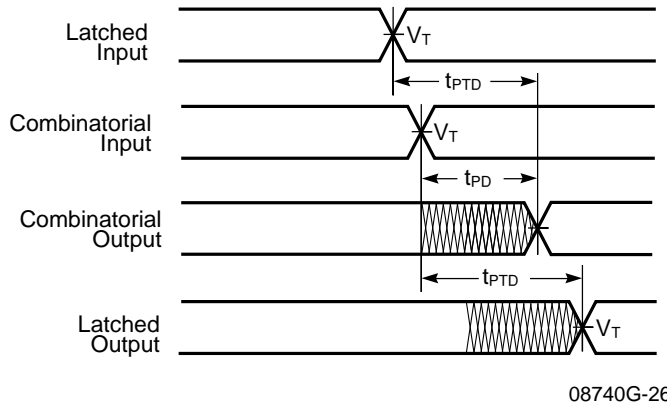 Latched
Input
V_T
t_PTD
Combinatorial
Input
V_T
t_PD
Combinatorial
Output
t_PTD
Latched
Output
V_T
08740G-26